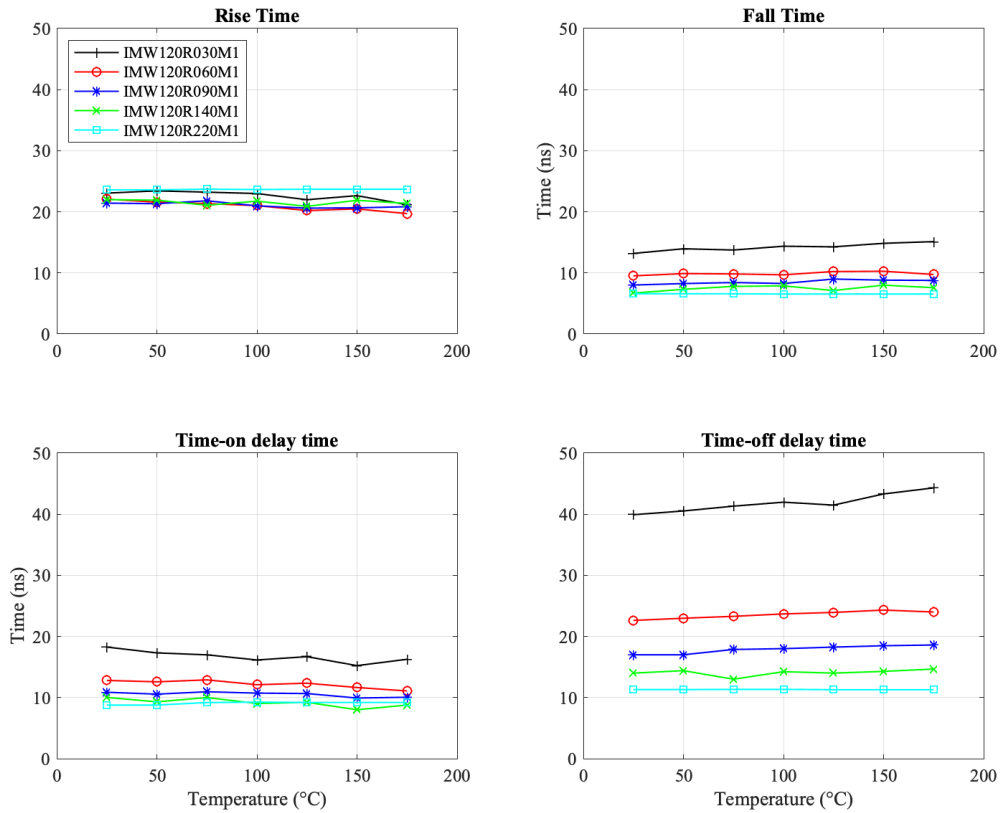 Rise Time
50
40
30
20
10
0
0 50 100 150 200
IMW120R030M1
IMW120R060M1
IMW120R090M1
IMW120R140M1
IMW120R220M1
Fall Time
Time (ns)
50
40
30
20
10
0
0 50 100 150 200
Time-on delay time
Time (ns)
50
40
30
20
10
0
0 50 100 150 200
Temperature (°C)
Time-off delay time
50
40
30
20
10
0
0 50 100 150 200
Temperature (°C)